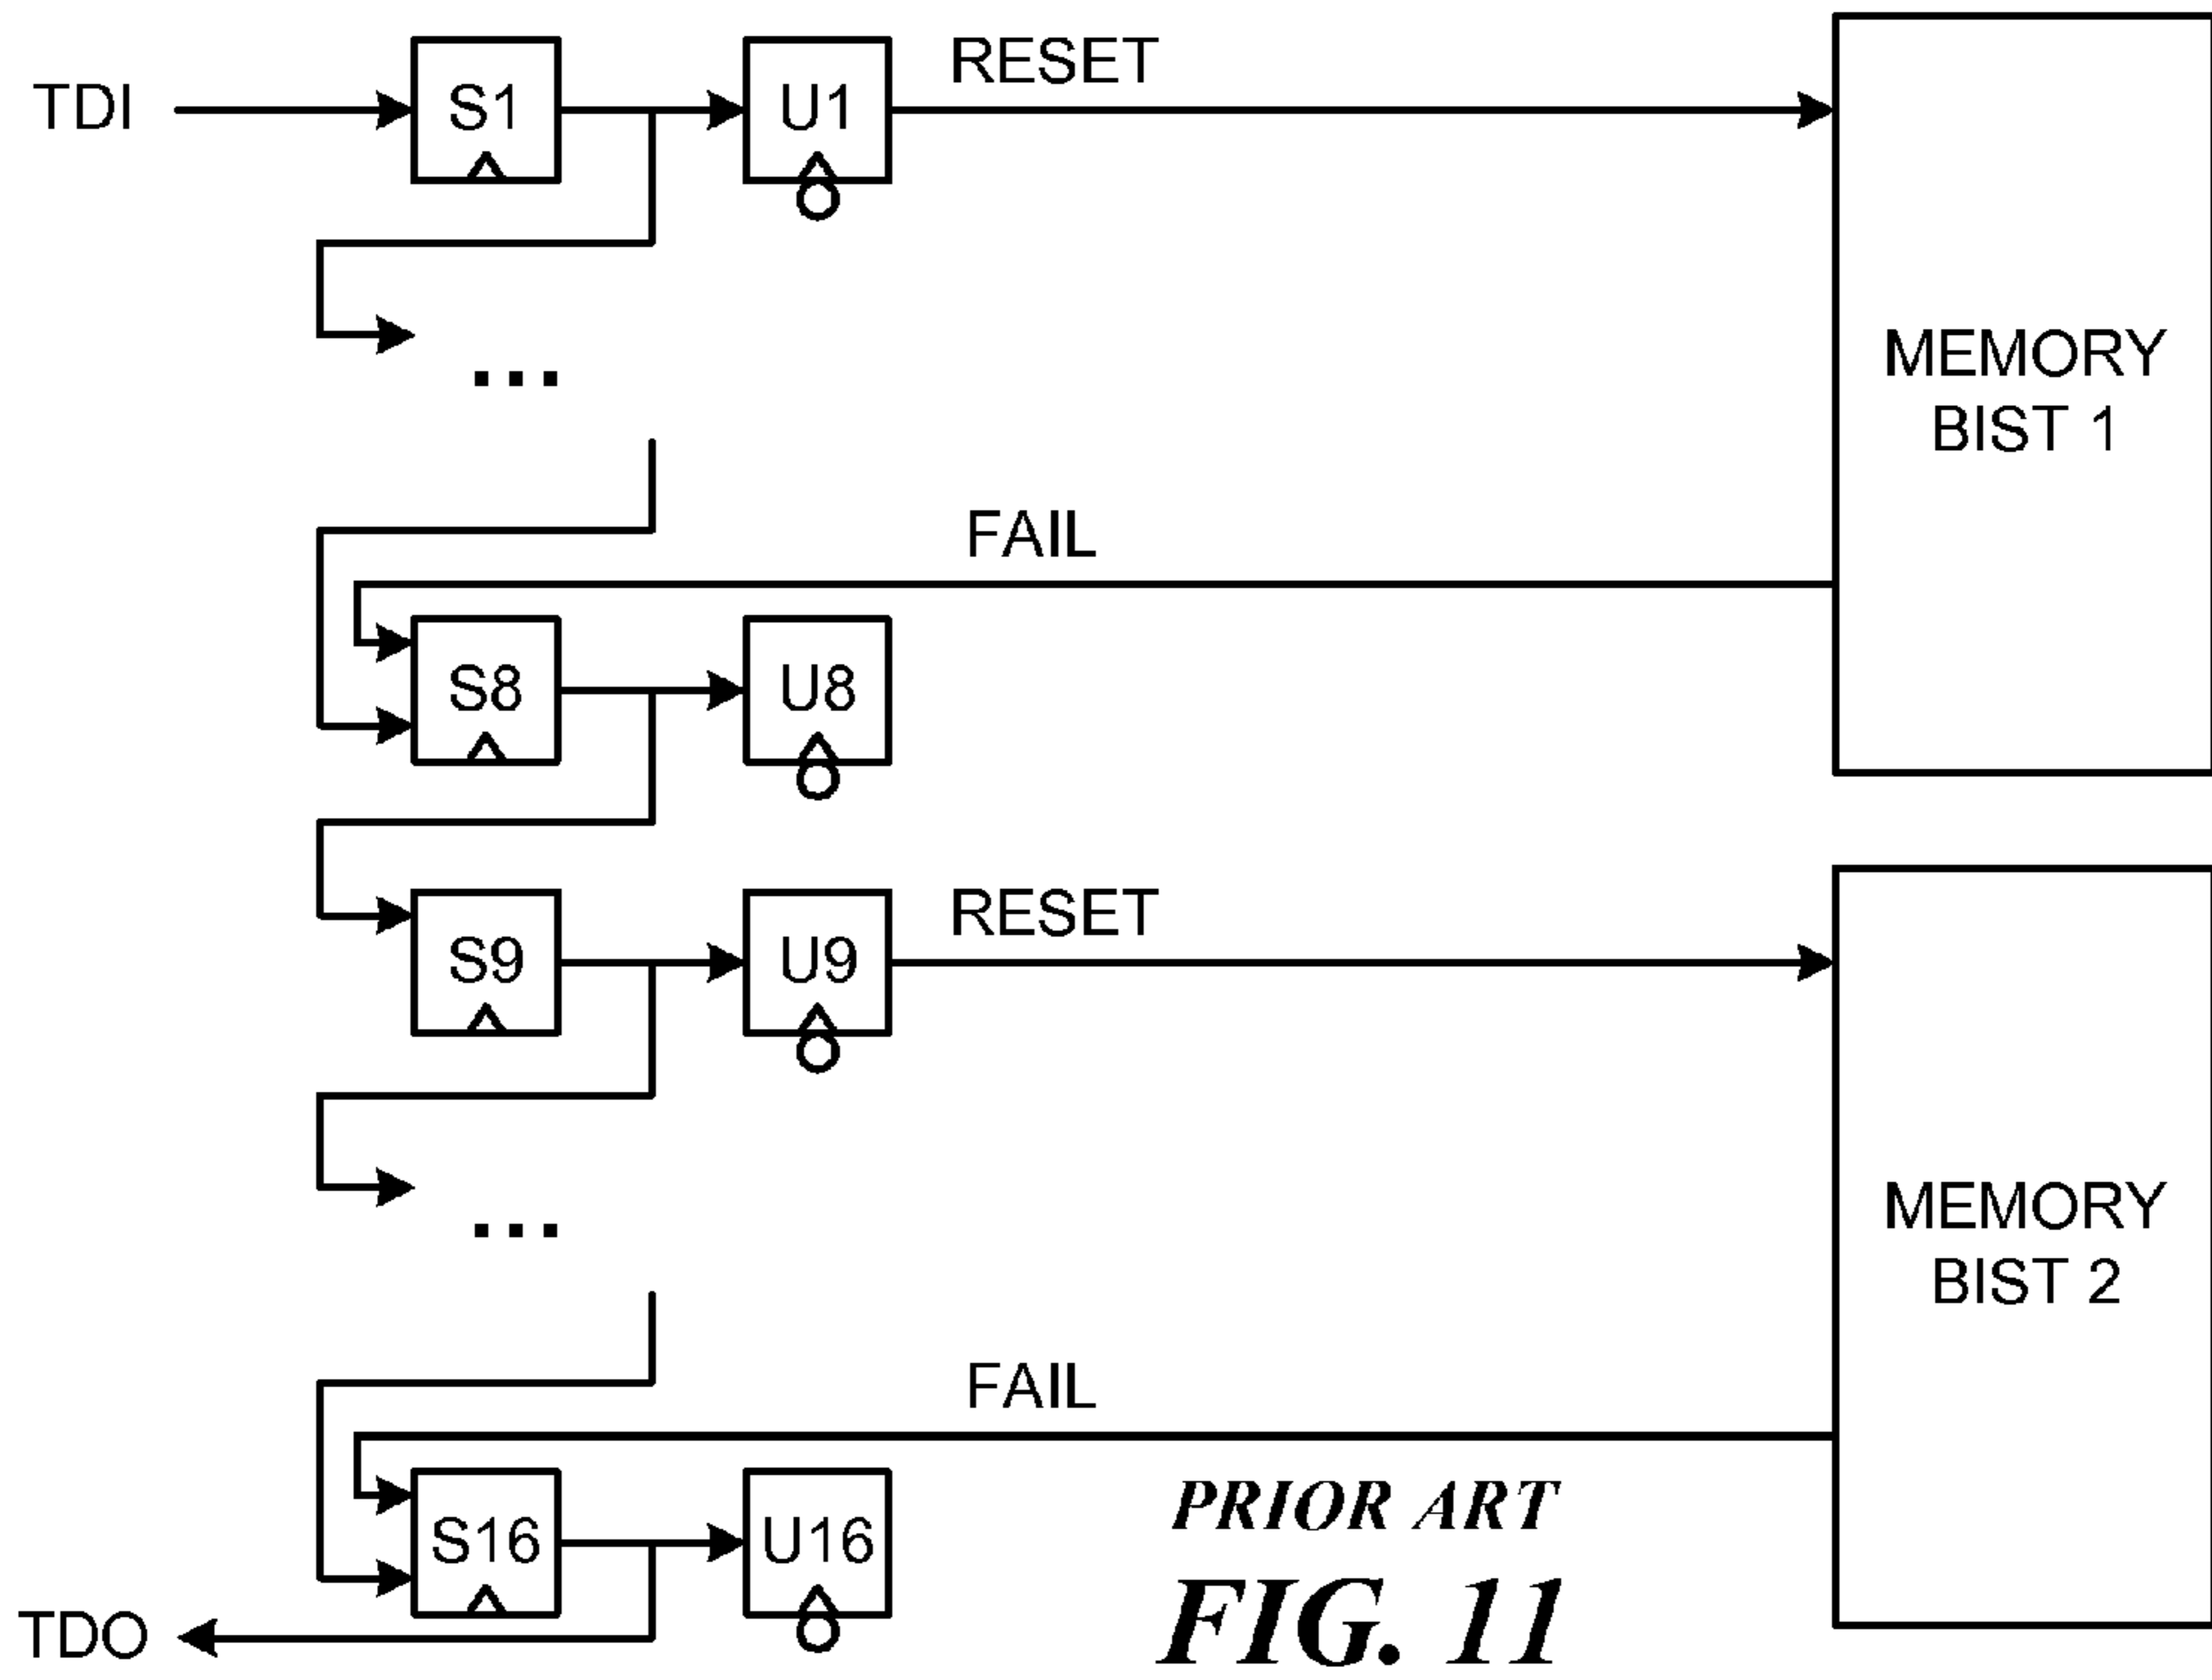 TDI
S1
U1
RESET
MEMORY
BIST 1
...
FAIL
S8
U8
S9
U9
RESET
MEMORY
BIST 2
...
FAIL
S16
U16
TDO
PRIOR ART
FIG. 11